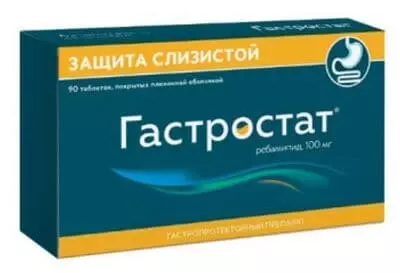 ЗАЩИТА СЛИЗИСТОЙ
90 таблеток, покрытых пленочной оболочкой
Гастростат®
ребамипид, 100 мг
ГАСТРОПРОТЕКТОРНЫЙ ПРЕПАРАТ